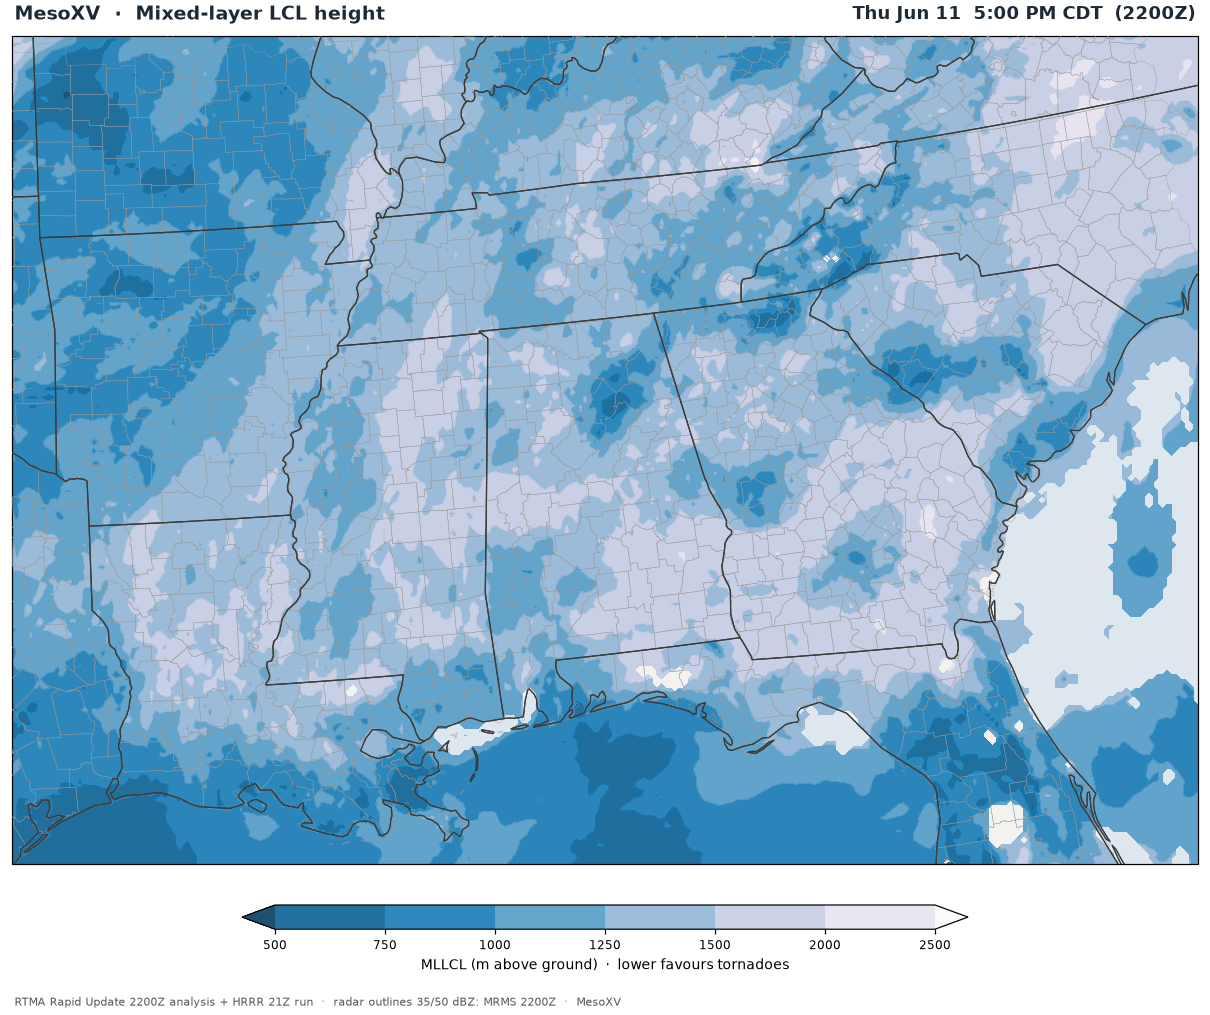 MesoXV · Mixed-layer LCL height
Thu Jun 11 5:00 PM CDT (2200Z)
500 750 1000 1250 1500 2000 2500
MLLCL (m above ground) · lower favours tornadoes
RTMA Rapid Update 2200Z analysis + HRRR 21Z run · radar outlines 35/50 dBZ: MRMS 2200Z · MesoXV